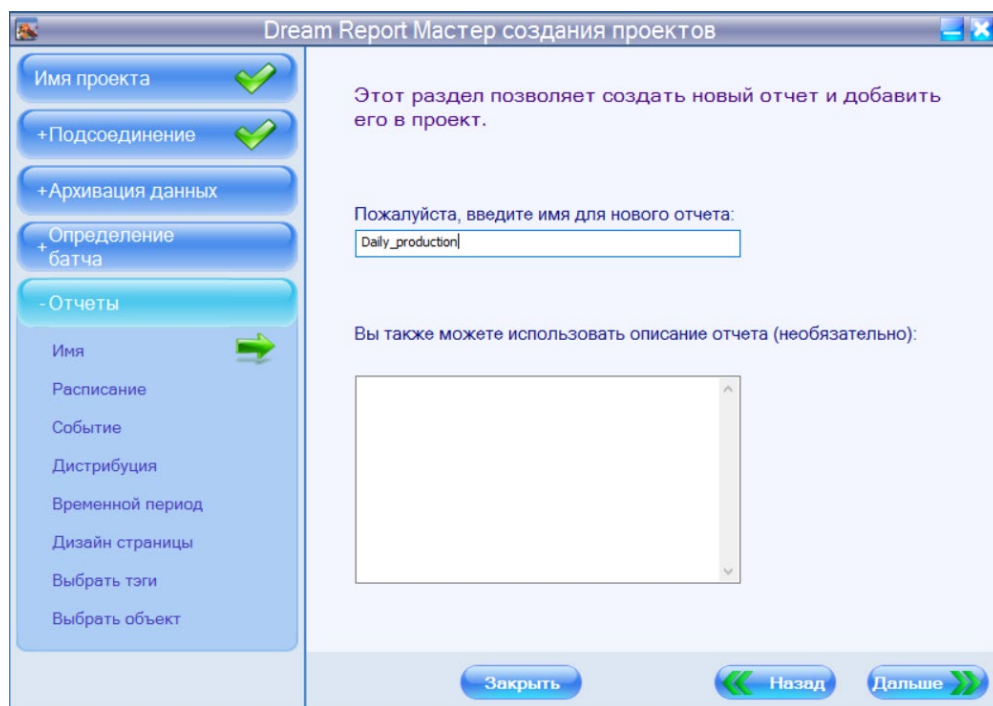 Dream Report Мастер создания проектов
Имя проекта
+Подсоединение
+Архивация данных
+Определение
батча
-Отчеты
Имя
Расписание
Событие
Дистрибуция
Временной период
Дизайн страницы
Выбрать тэги
Выбрать объект
Этот раздел позволяет создать новый отчет и добавить
его в проект.
Пожалуйста, введите имя для нового отчета:
Daily_production
Вы также можете использовать описание отчета (необязательно):
Закрыть
Назад
Дальше